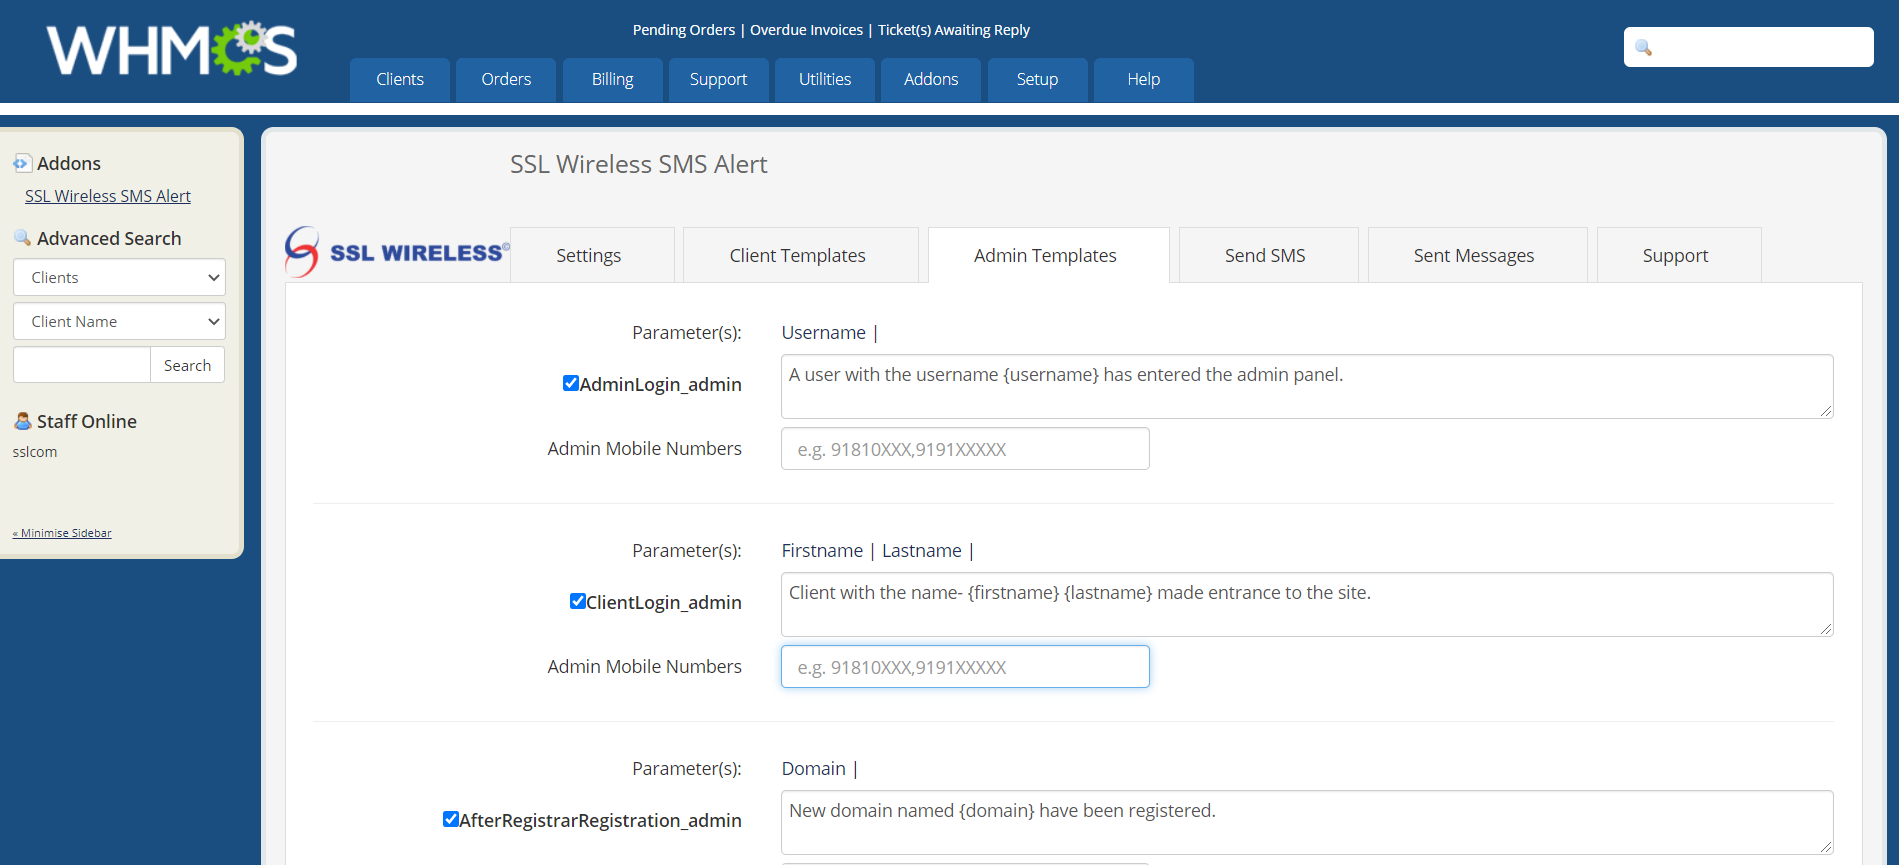 WHMCS
Pending Orders | Overdue Invoices | Ticket(s) Awaiting Reply
Clients Orders Billing Support Utilities Addons Setup Help
Addons
SSL Wireless SMS Alert
Advanced Search
Clients
Client Name
Search
Staff Online
sslcom
« Minimise Sidebar
SSL Wireless SMS Alert
SSL WIRELESS©
Settings Client Templates Admin Templates Send SMS Sent Messages Support
Parameter(s): Username |
AdminLogin_admin A user with the username {username} has entered the admin panel.
Admin Mobile Numbers e.g. 91810XXX,9191XXXXX
Parameter(s): Firstname | Lastname |
ClientLogin_admin Client with the name- {firstname} {lastname} made entrance to the site.
Admin Mobile Numbers e.g. 91810XXX,9191XXXXX
Parameter(s): Domain |
AfterRegistrarRegistration_admin New domain named {domain} have been registered.